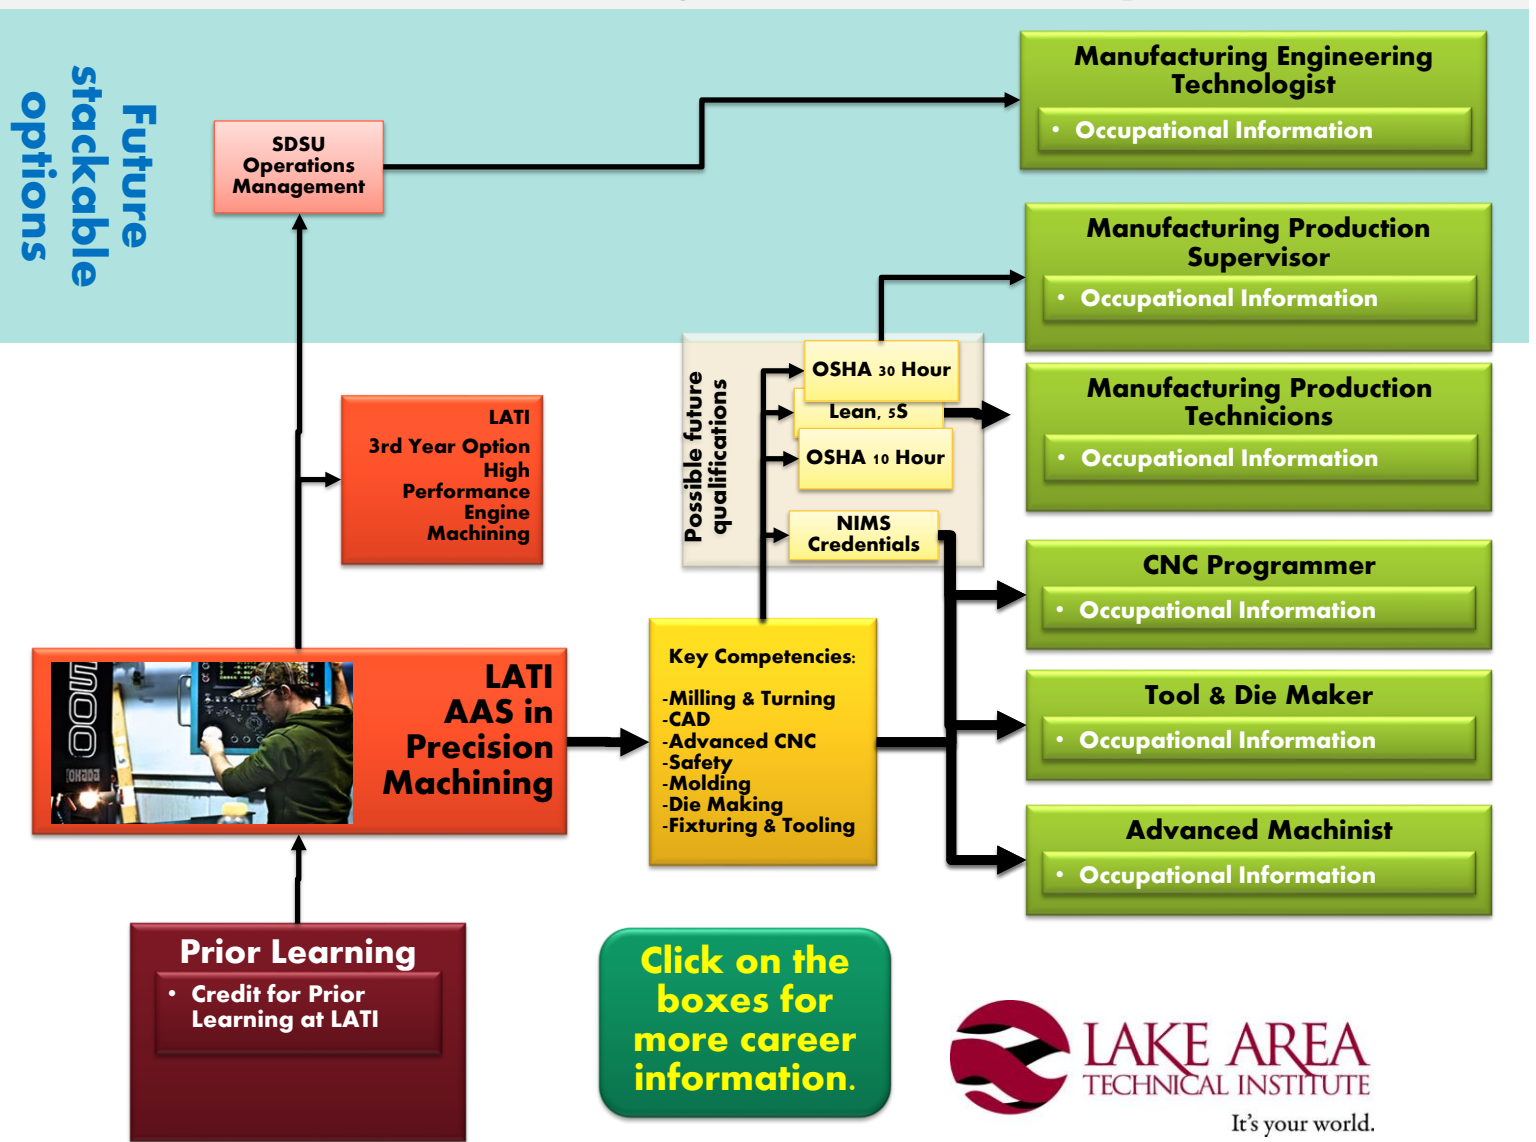 Future
stackable
options
SDSU
Operations
Management
Manufacturing Engineering
Technologist
• Occupational Information
Manufacturing Production
Supervisor
• Occupational Information
Possible future
qualifications
OSHA 30 Hour
Lean, 5S
OSHA 10 Hour
NIMS
Credentials
Manufacturing Production
Technicions
• Occupational Information
LATI
3rd Year Option
High
Performance
Engine
Machining
CNC Programmer
• Occupational Information
LATI
AAS in
Precision
Machining
OKADA
Key Competencies:
-Milling & Turning
-CAD
-Advanced CNC
-Safety
-Molding
-Die Making
-Fixturing & Tooling
Tool & Die Maker
• Occupational Information
Advanced Machinist
• Occupational Information
Prior Learning
• Credit for Prior
Learning at LATI
Click on the
boxes for
more career
information.
LAKE AREA
TECHNICAL INSTITUTE
It's your world.